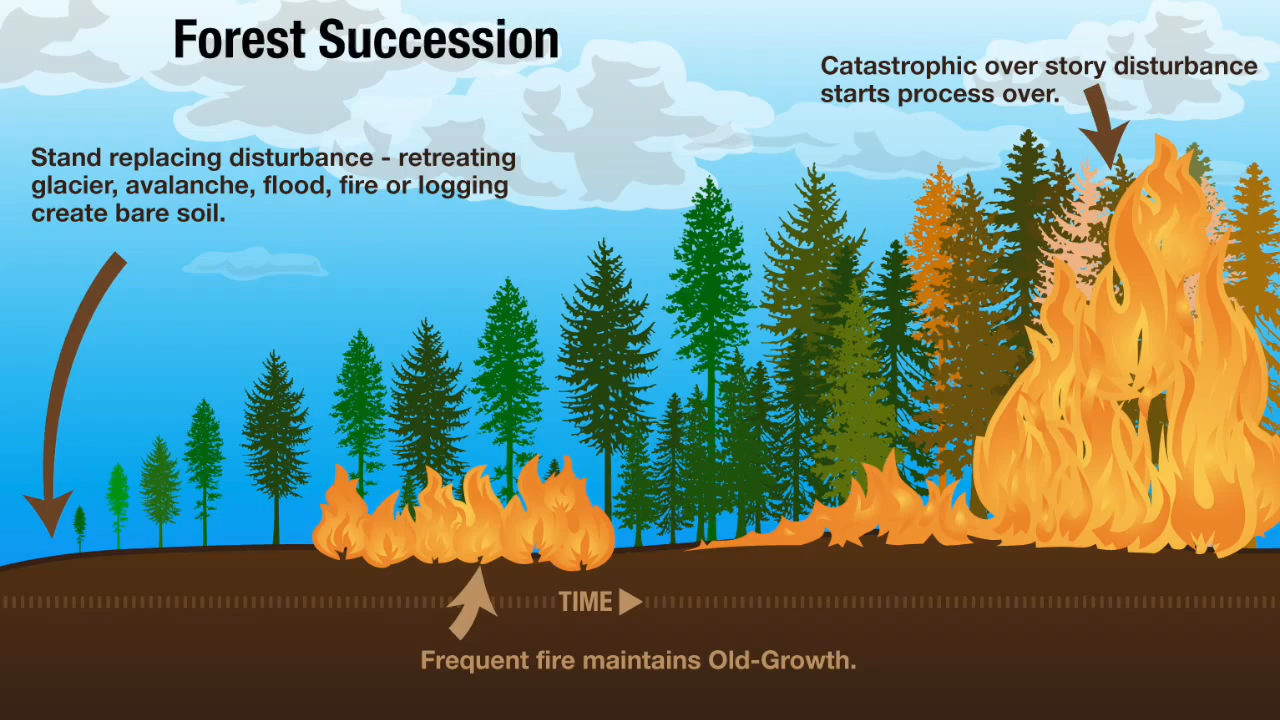 Forest Succession
Catastrophic over story disturbance
starts process over.
Stand replacing disturbance - retreating
glacier, avalanche, flood, fire or logging
create bare soil.
TIME
Frequent fire maintains Old-Growth.